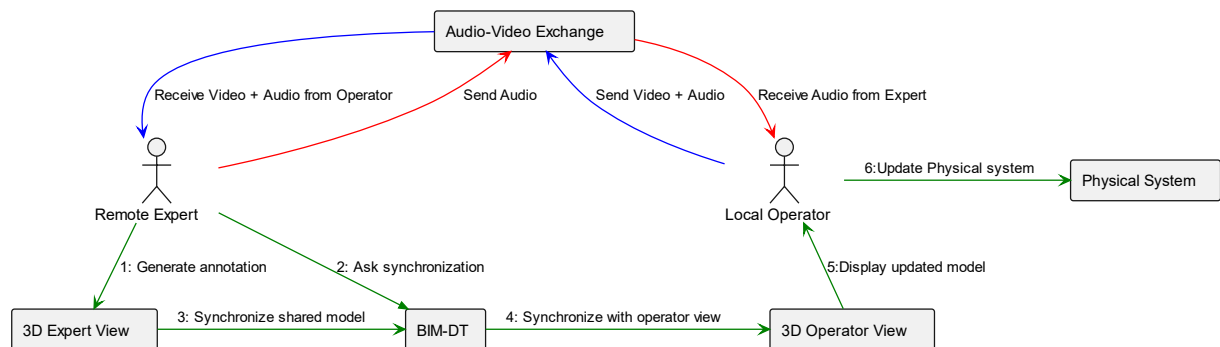 Audio-Video Exchange
Receive Video + Audio from Operator
Send Audio
Send Video + Audio
Receive Audio from Expert
6:Update Physical system
Physical System
Remote Expert
Local Operator
1: Generate annotation
2: Ask synchronization
5:Display updated model
3D Expert View
3: Synchronize shared model
BIM-DT
4: Synchronize with operator view
3D Operator View